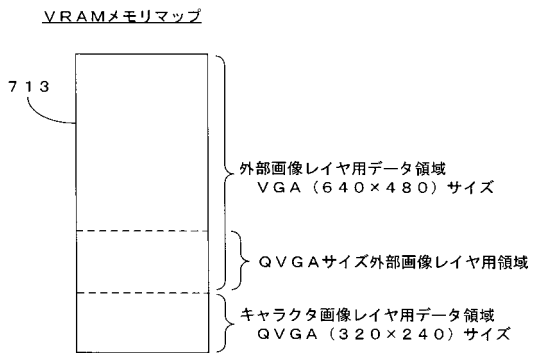 VRAMメモリマップ
713
外部画像レイヤ用データ領域
VGA(640×480)サイズ
QVGAサイズ外部画像レイヤ用領域
キャラクタ画像レイヤ用データ領域
QVGA(320×240)サイズ